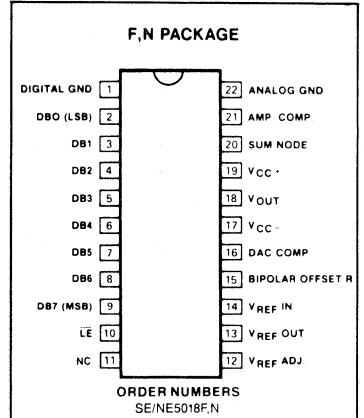 F,N PACKAGE
DIGITAL GND 1
DBO (LSB) 2
DB1 3
DB2 4
DB3 5
DB4 6
DB5 7
DB6 8
DB7 (MSB) 9
LE 10
NC 11
22 ANALOG GND
21 AMP COMP
20 SUM NODE
19 VCC+
18 VOUT
17 VCC-
16 DAC COMP
15 BIPOLAR OFFSET R
14 VREF IN
13 VREF OUT
12 VREF ADJ.
ORDER NUMBERS
SE/NE5018F,N